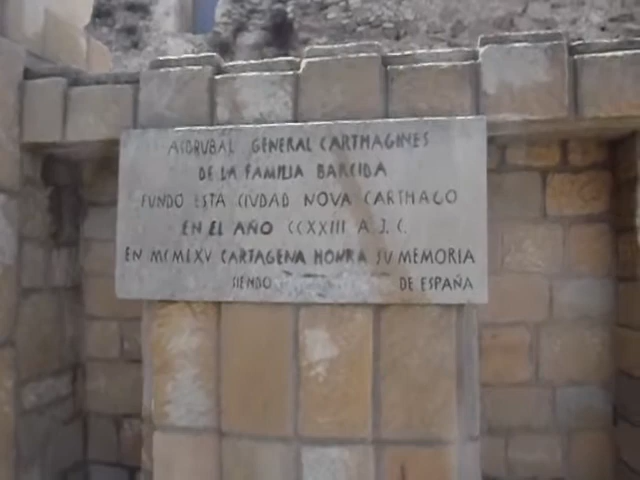 ASDRUBAL GENERAL CARTHAGINES
DE LA FAMILIA BARCIDA
FUNDO ESTA CIUDAD NOVA CARTHAGO
EN EL AÑO CCXXIII A.J.C.
EN MCMLXV CARTAGENA HONRA SU MEMORIA
SIENDO DE ESPAÑA